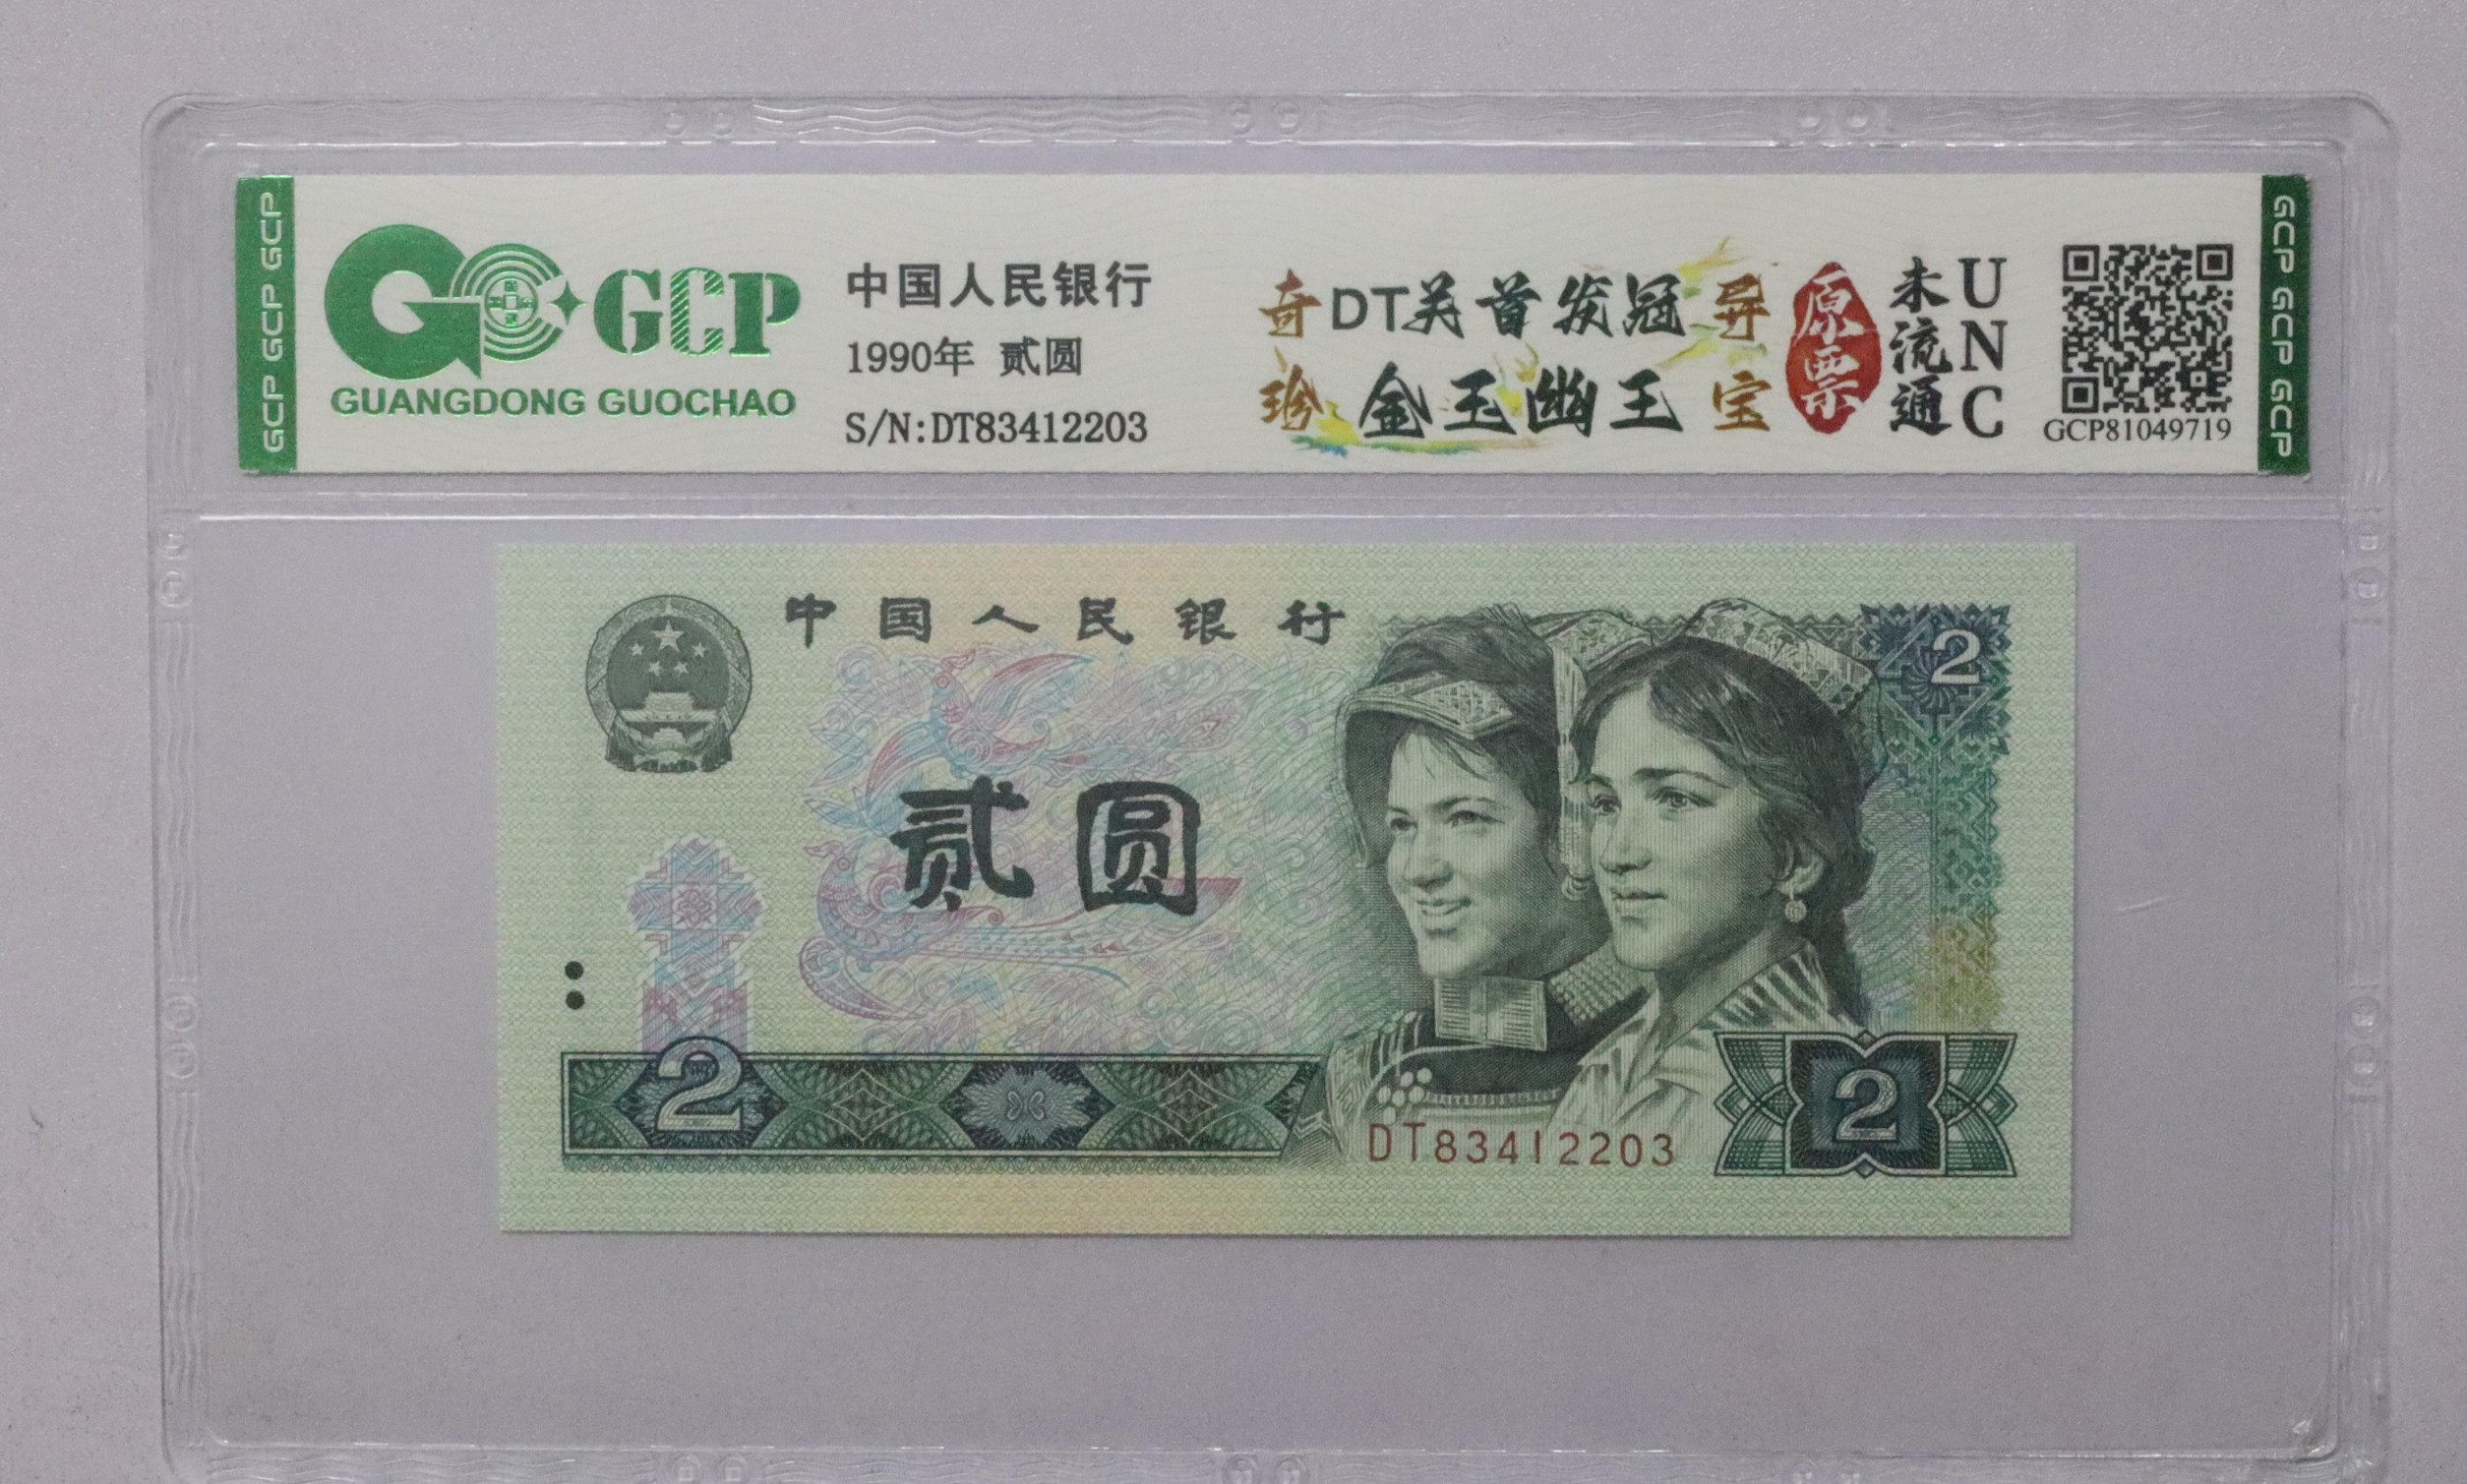 GCP GCP GCP
GCP
GUANGDONG GUOCHAO
中国人民银行
1990年 贰圆
S/N:DT83412203
奇珍
DT关首发冠
金玉幽王
异宝
原票
未流通
UNC
GCP81049719
GCP GCP GCP
中国人民银行
2
贰圆
2
DT83412203
2